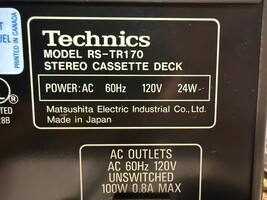 PRINTED IN CANADA
Technics
MODEL RS-TR170
STEREO CASSETTE DECK
POWER: AC 60Hz 120V 24W
Matsushita Electric Industrial Co., Ltd.
Made in Japan
AC OUTLETS
AC 60Hz 120V
UNSWITCHED
100W 0.8A MAX